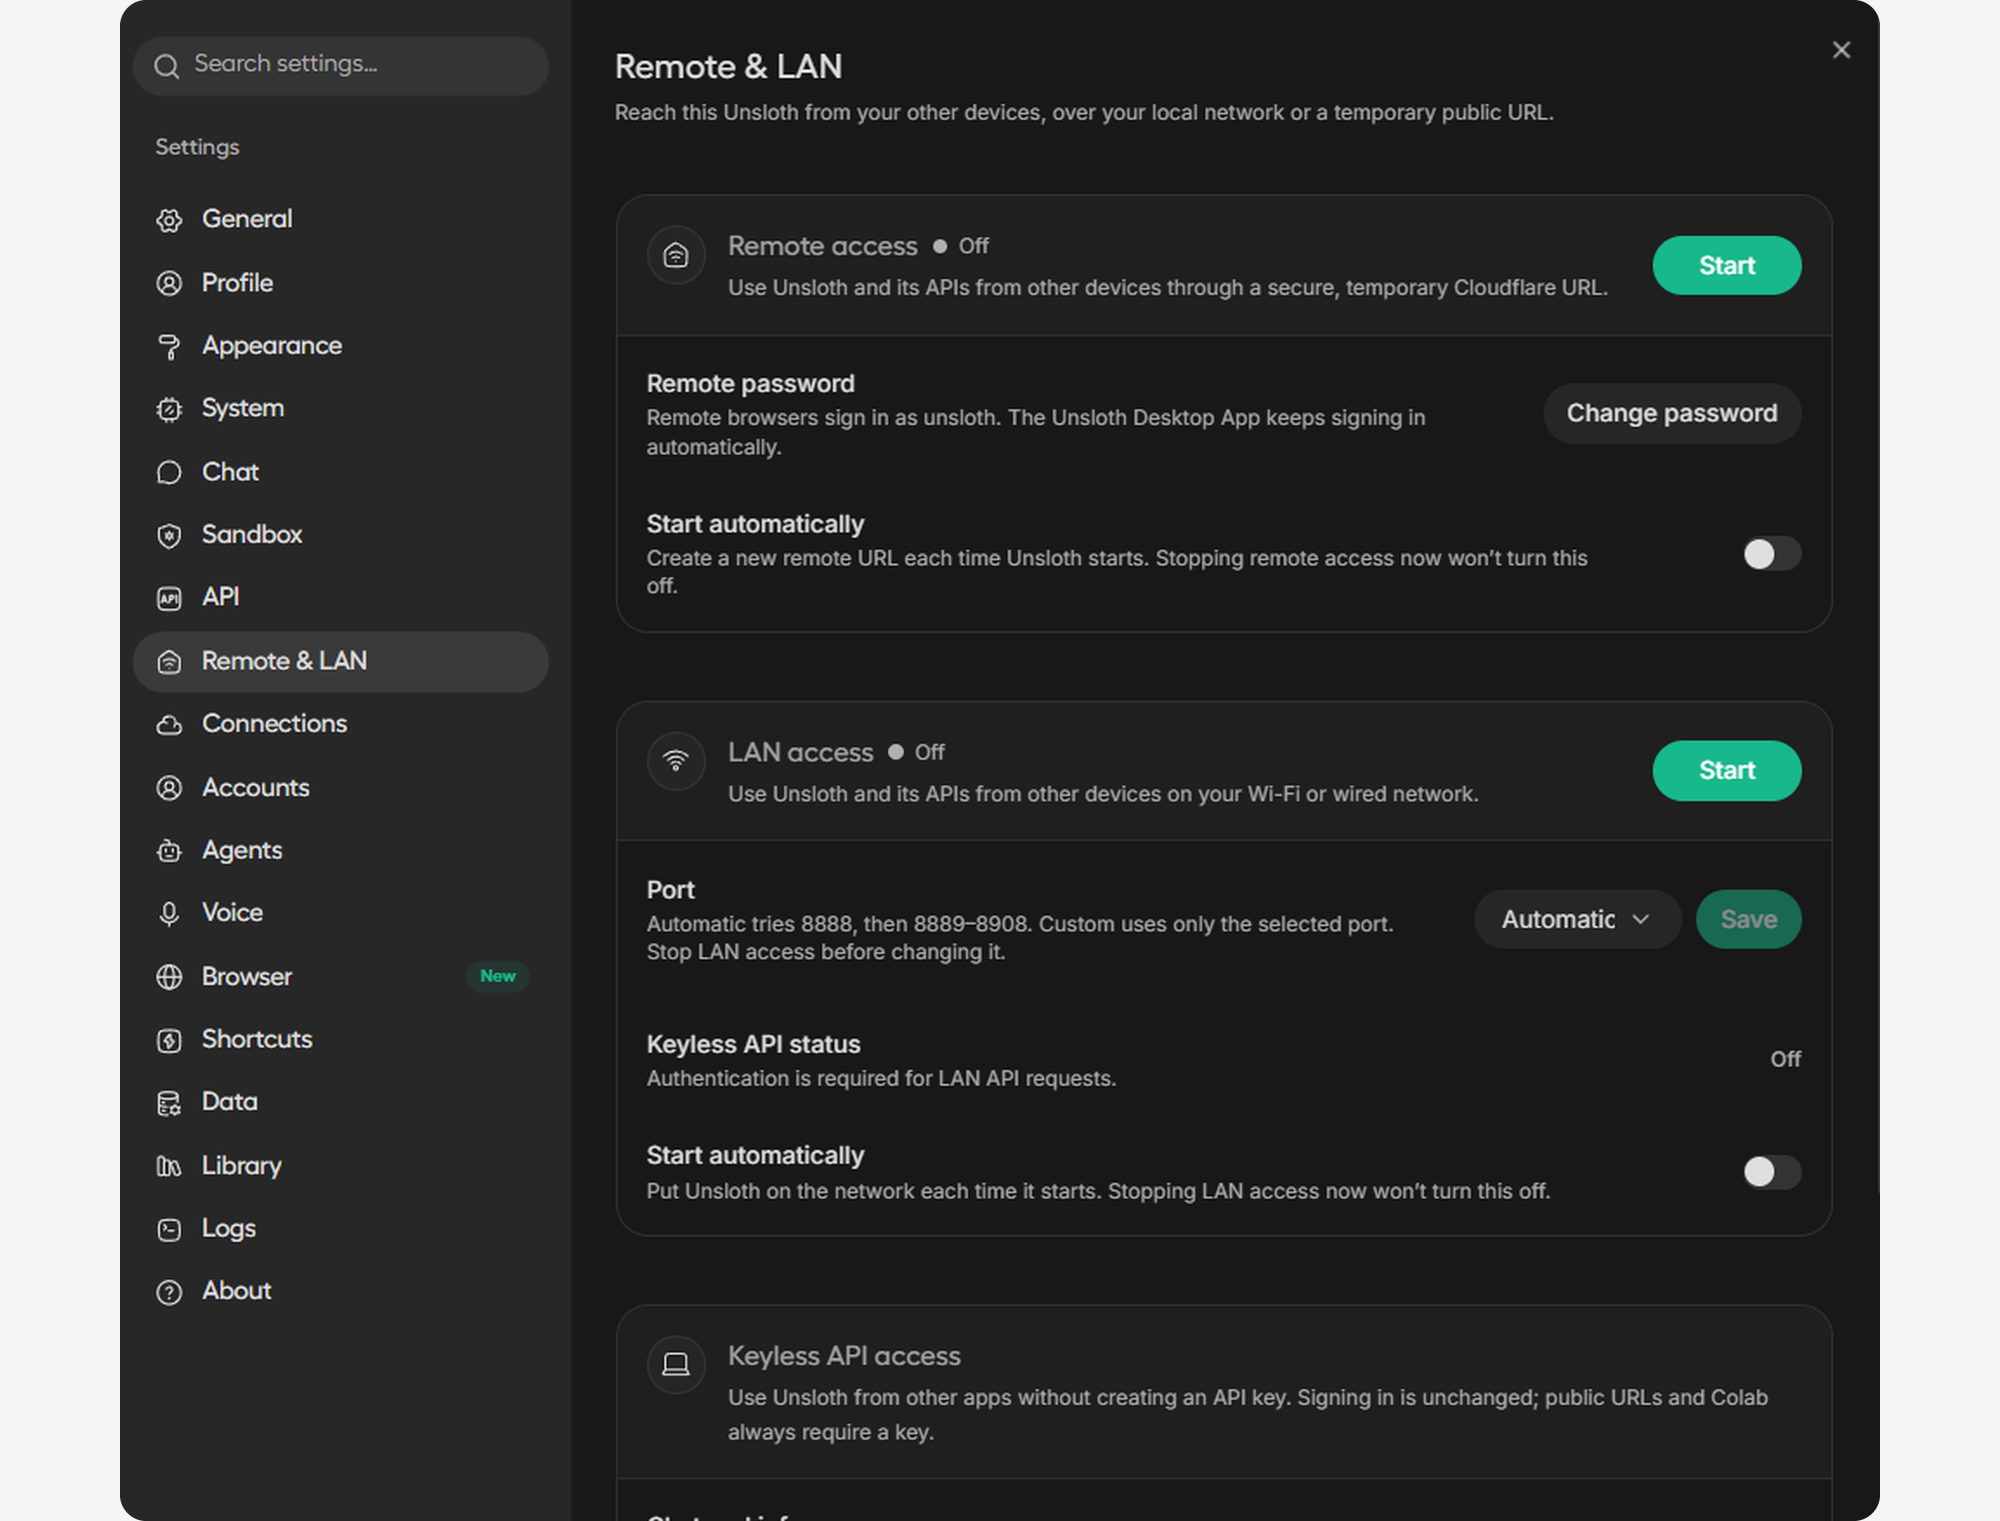 Search settings...
Settings
General
Profile
Appearance
System
Chat
Sandbox
API
Remote & LAN
Connections
Accounts
Agents
Voice
Browser New
Shortcuts
Data
Library
Logs
About
Remote & LAN
Reach this Unsloth from your other devices, over your local network or a temporary public URL.
Remote access Off
Use Unsloth and its APIs from other devices through a secure, temporary Cloudflare URL.
Start
Remote password
Remote browsers sign in as unsloth. The Unsloth Desktop App keeps signing in
automatically.
Change password
Start automatically
Create a new remote URL each time Unsloth starts. Stopping remote access now won’t turn this
off.
LAN access Off
Use Unsloth and its APIs from other devices on your Wi-Fi or wired network.
Start
Port
Automatic tries 8888, then 8889–8908. Custom uses only the selected port.
Stop LAN access before changing it.
Automatic
Save
Keyless API status
Authentication is required for LAN API requests.
Off
Start automatically
Put Unsloth on the network each time it starts. Stopping LAN access now won’t turn this off.
Keyless API access
Use Unsloth from other apps without creating an API key. Signing in is unchanged; public URLs and Colab
always require a key.